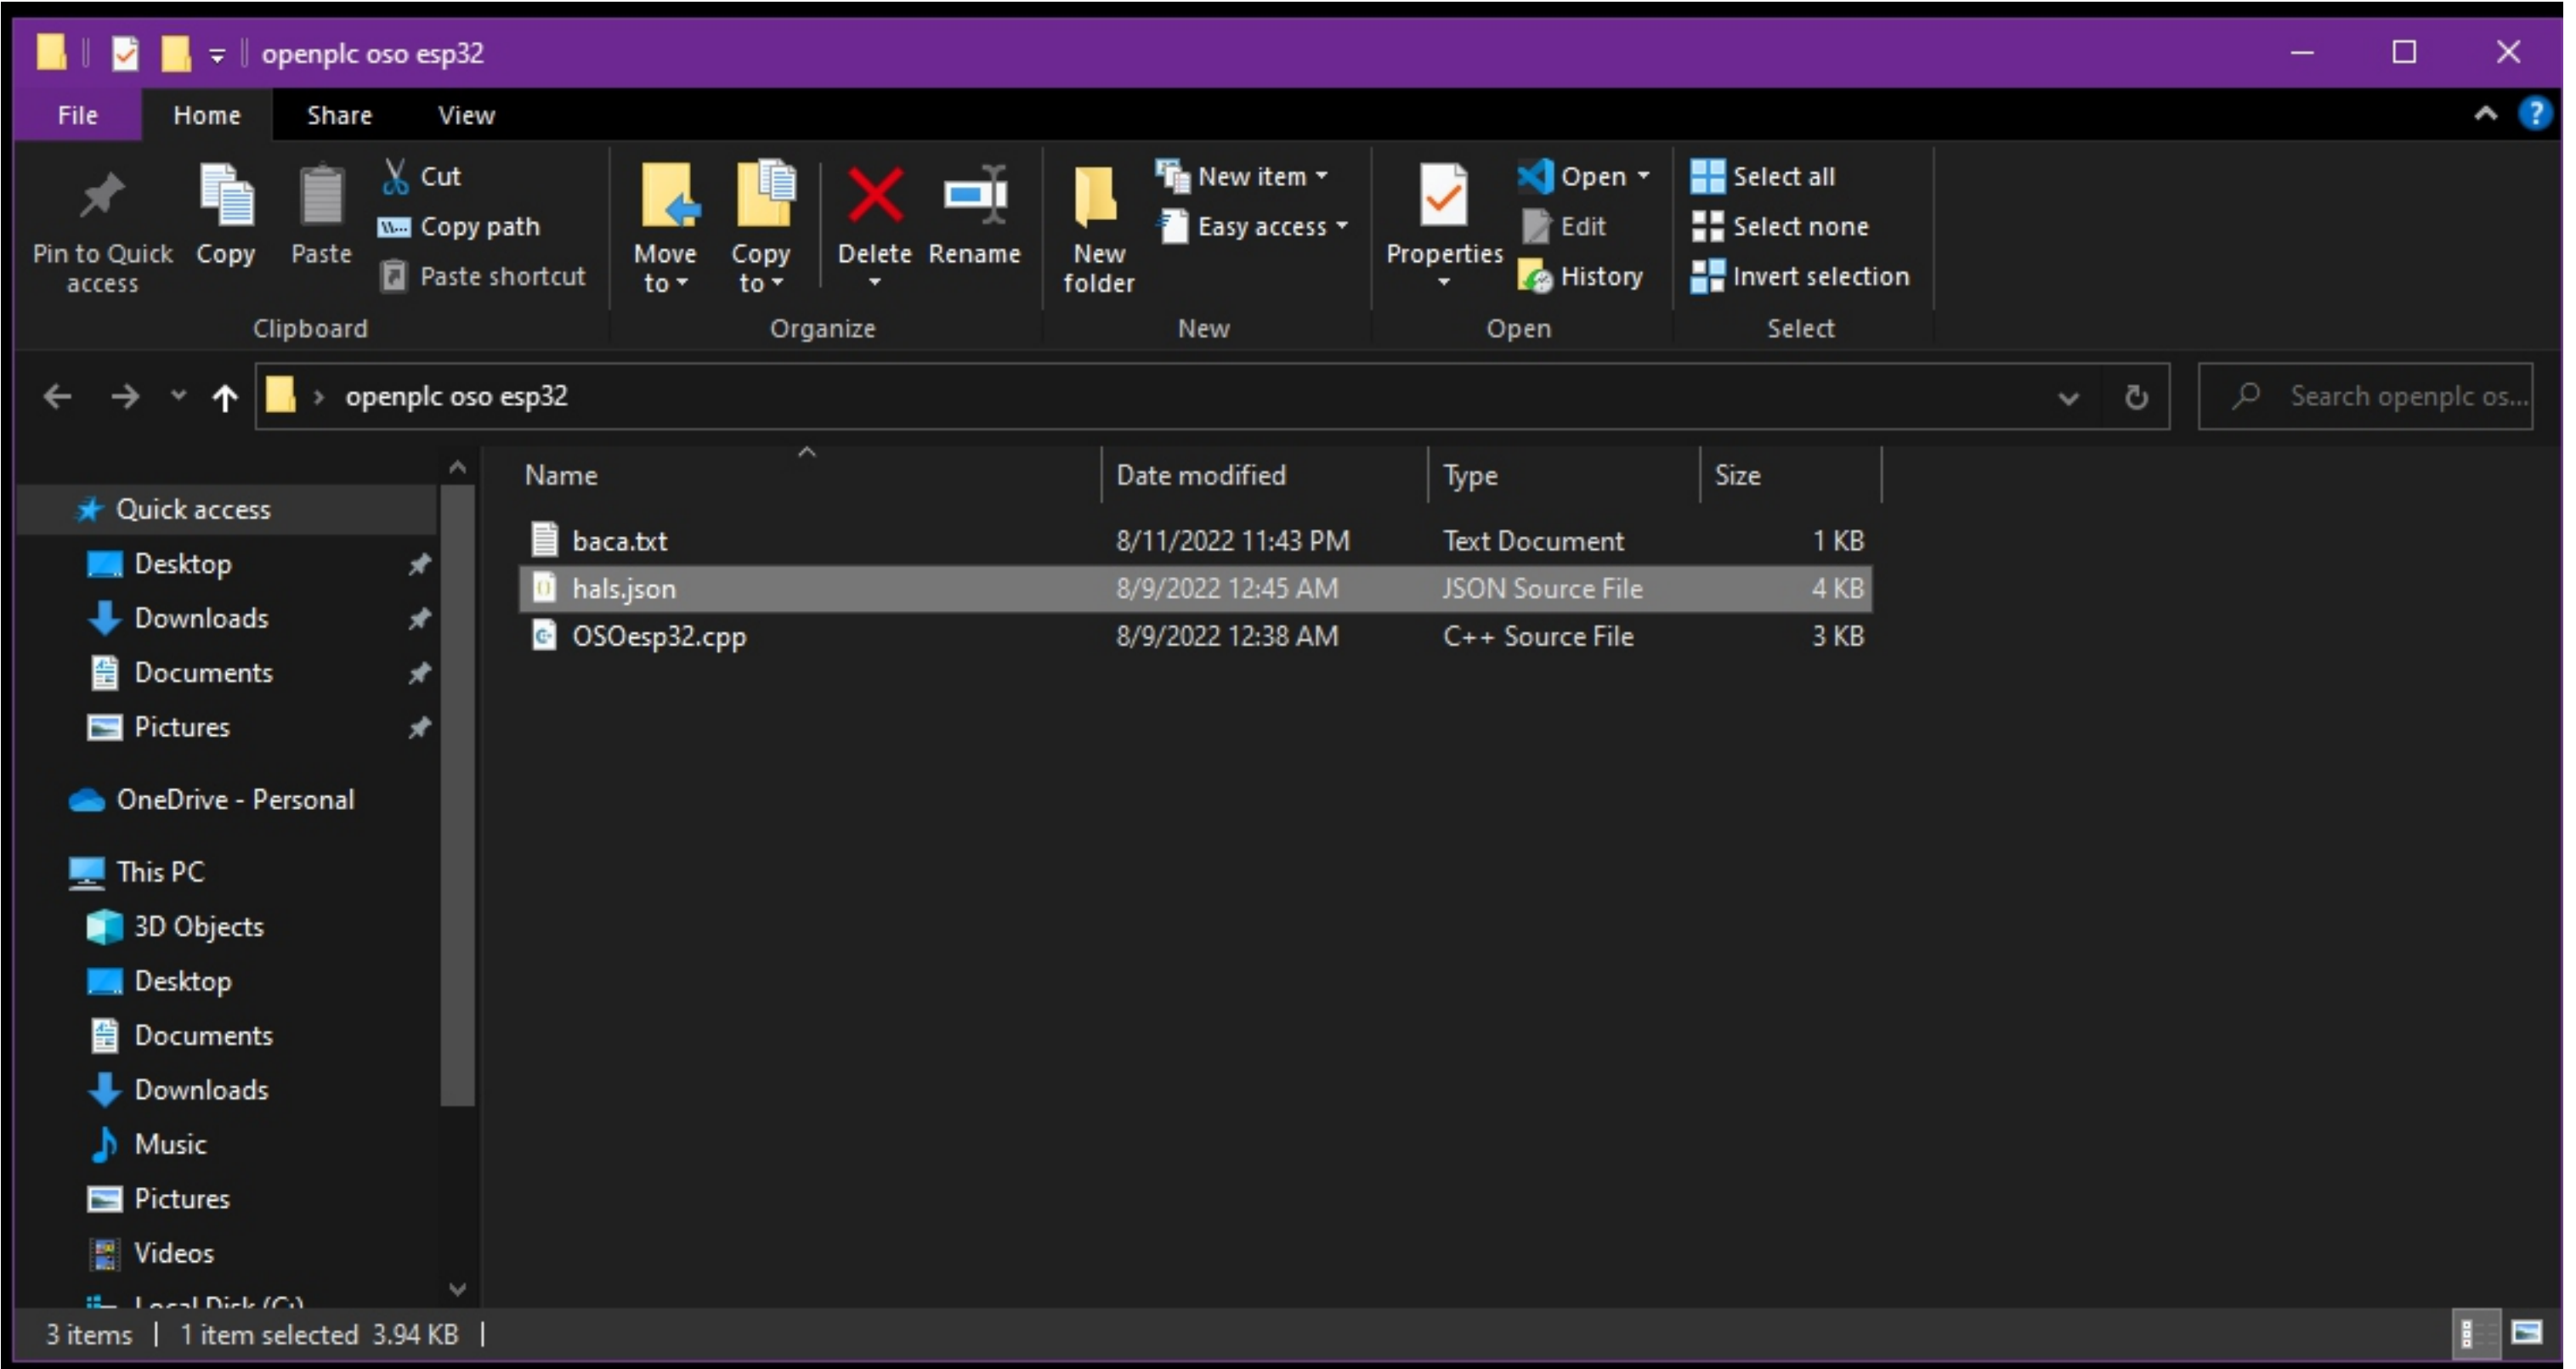 openplc oso esp32
File Home Share View
Pin to Quick access
Copy
Paste
Cut
Copy path
Paste shortcut
Clipboard
Move to
Copy to
Delete
Rename
Organize
New folder
New item
Easy access
New
Properties
Open
Edit
History
Open
Select all
Select none
Invert selection
Select
openplc oso esp32
Search openplc os...
Name Date modified Type Size
baca.txt 8/11/2022 11:43 PM Text Document 1 KB
hals.json 8/9/2022 12:45 AM JSON Source File 4 KB
OSOesp32.cpp 8/9/2022 12:38 AM C++ Source File 3 KB
Quick access
Desktop
Downloads
Documents
Pictures
OneDrive - Personal
This PC
3D Objects
Desktop
Documents
Downloads
Music
Pictures
Videos
Local Disk (C:)
3 items 1 item selected 3.94 KB